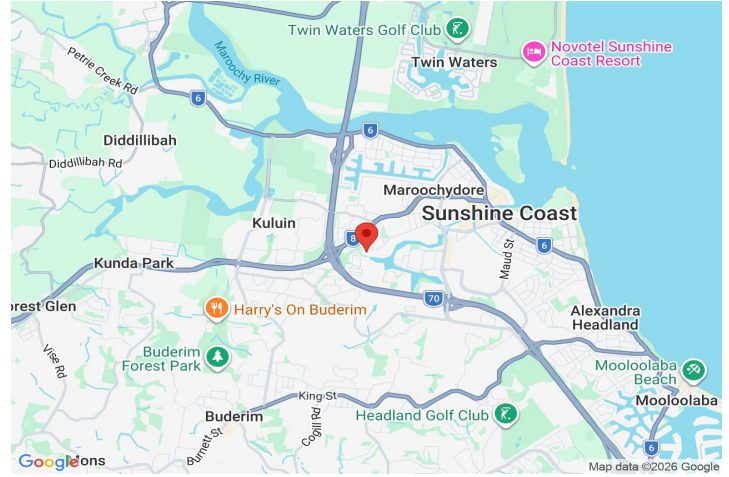 Twin Waters Golf Club
Novotel Sunshine
Coast Resort
Twin Waters
Maroochy River
Petrie Creek Rd
6
6
Diddillibah
Diddillibah Rd
Maroochydore
Sunshine Coast
Kuluin
8
Maud St
6
Kunda Park
70
orest Glen
Harry's On Buderim
Alexandra
Headland
Vise Rd
Buderim
Forest Park
Mooloolaba
Beach
Mooloolaba
King St
Buderim
Burnett St
Cogill Rd
Headland Golf Club
6
Google
Mons
Map data ©2026 Google